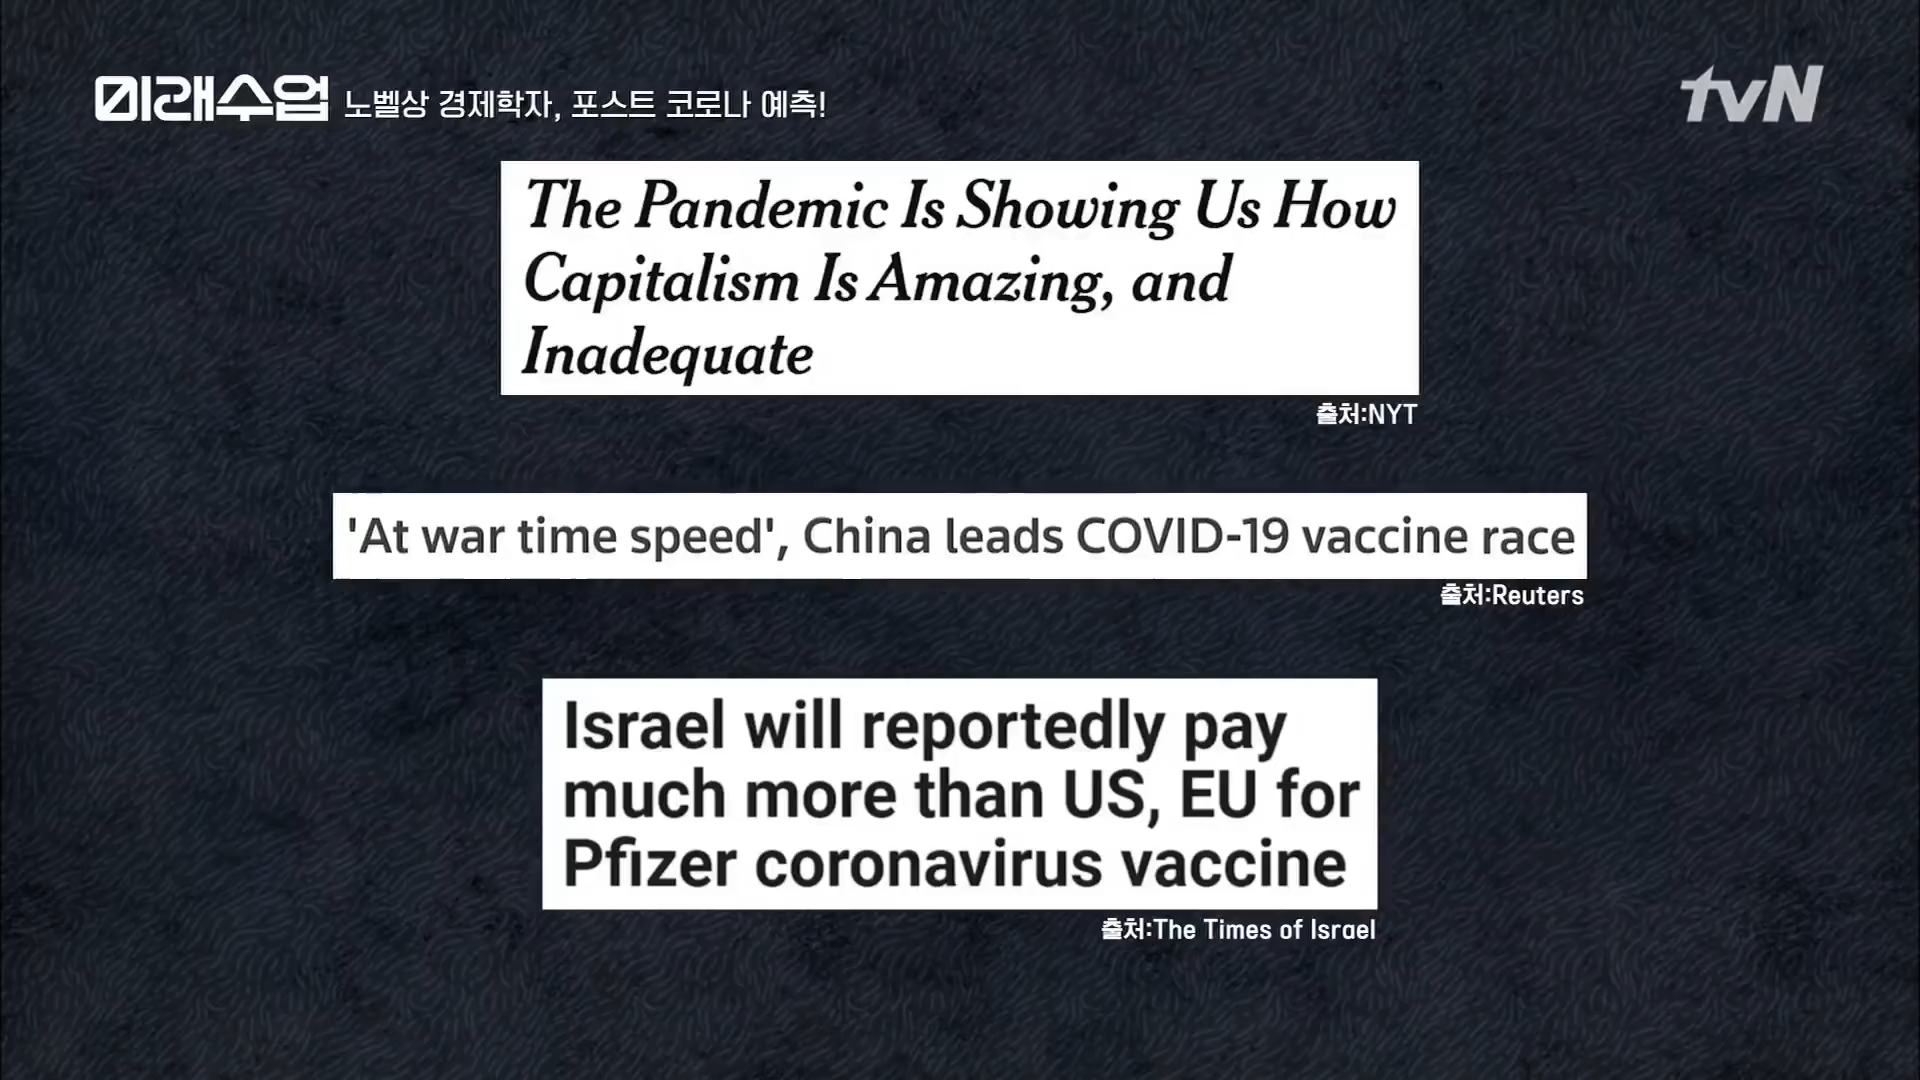 미래수업 노벨상 경제학자, 포스트 코로나 예측!
tvN
The Pandemic Is Showing Us How
Capitalism Is Amazing, and
Inadequate
출처:NYT
'At war time speed', China leads COVID-19 vaccine race
출처:Reuters
Israel will reportedly pay
much more than US, EU for
Pfizer coronavirus vaccine
출처:The Times of Israel